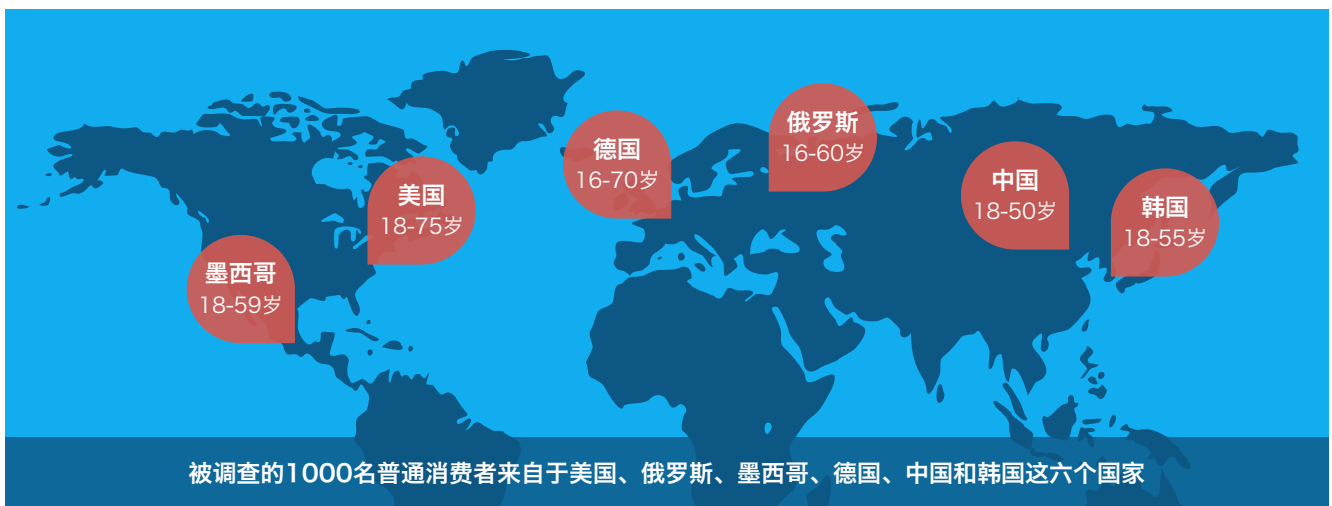 俄罗斯
16-60岁
德国
16-70岁
中国
18-50岁
美国
18-75岁
韩国
18-55岁
墨西哥
18-59岁
被调查的1000名普通消费者来自于美国、俄罗斯、墨西哥、德国、中国和韩国这六个国家